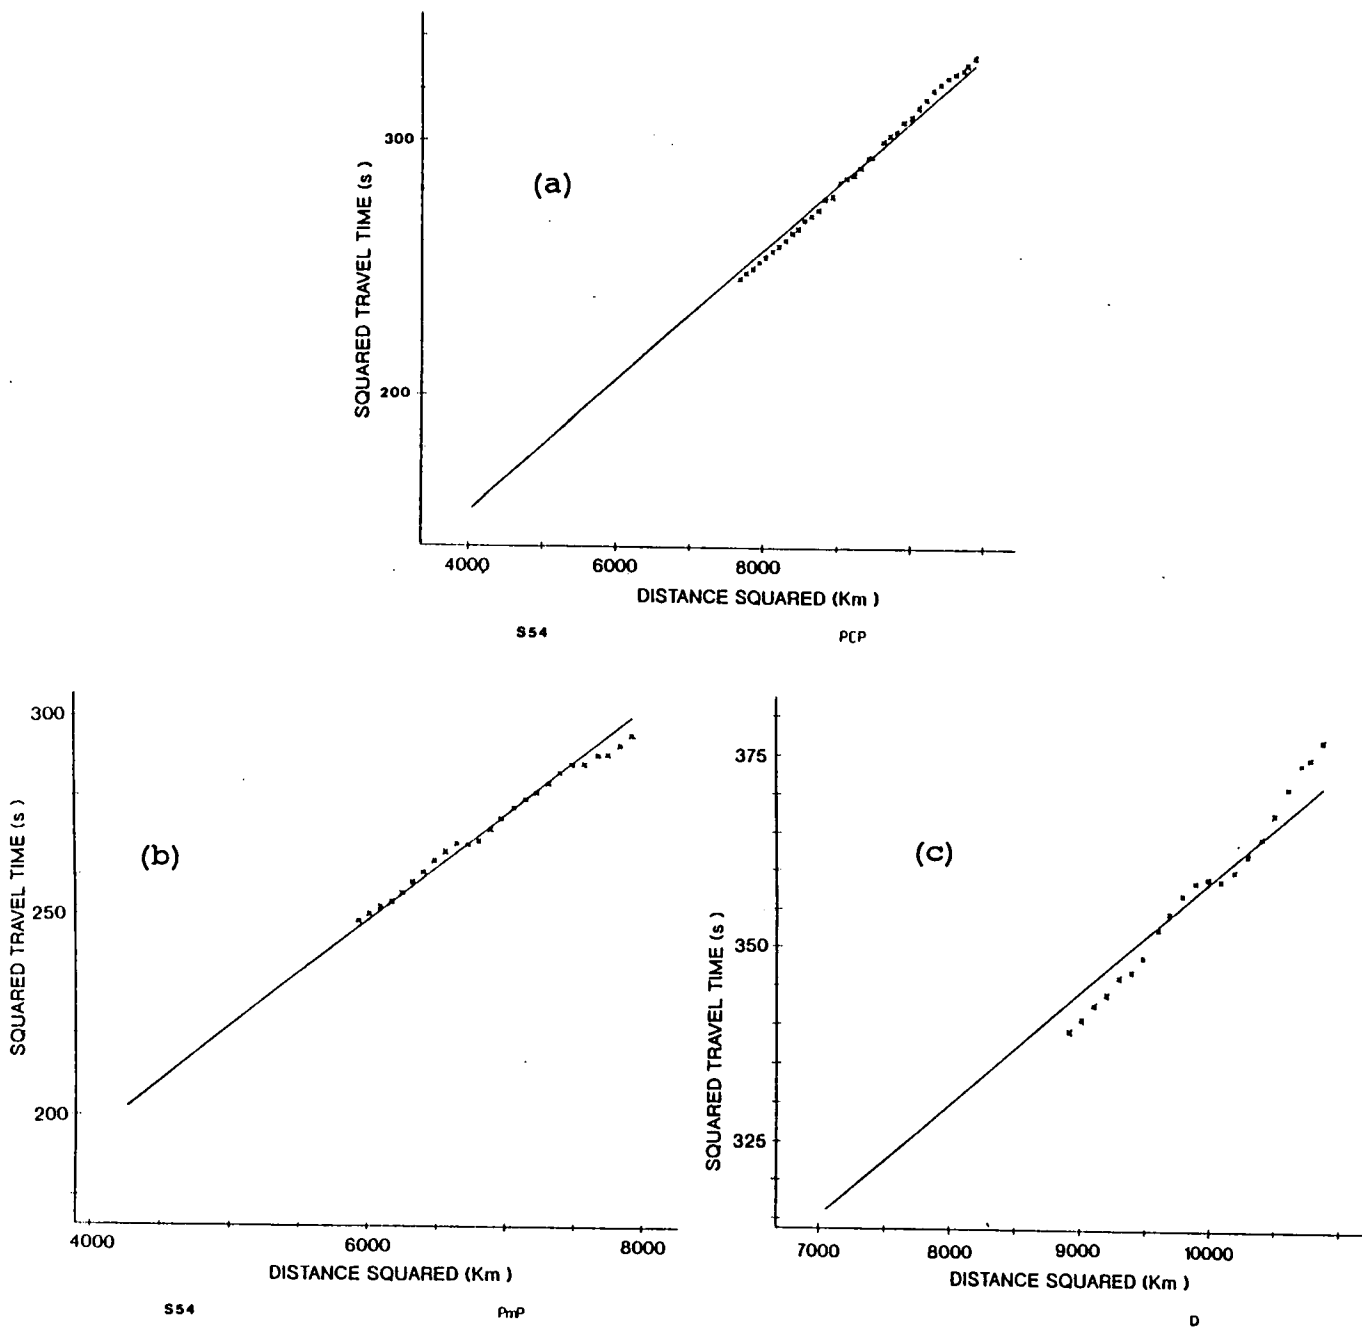 300
(a)
200
SQUARED TRAVEL TIME (s)
4000 6000 8000
DISTANCE SQUARED (Km)
S54 PCP
300
(b)
250
200
SQUARED TRAVEL TIME (s)
4000 6000 8000
DISTANCE SQUARED (Km)
S54 PmP
375
(c)
350
325
SQUARED TRAVEL TIME (s)
7000 8000 9000 10000
DISTANCE SQUARED (Km)
D